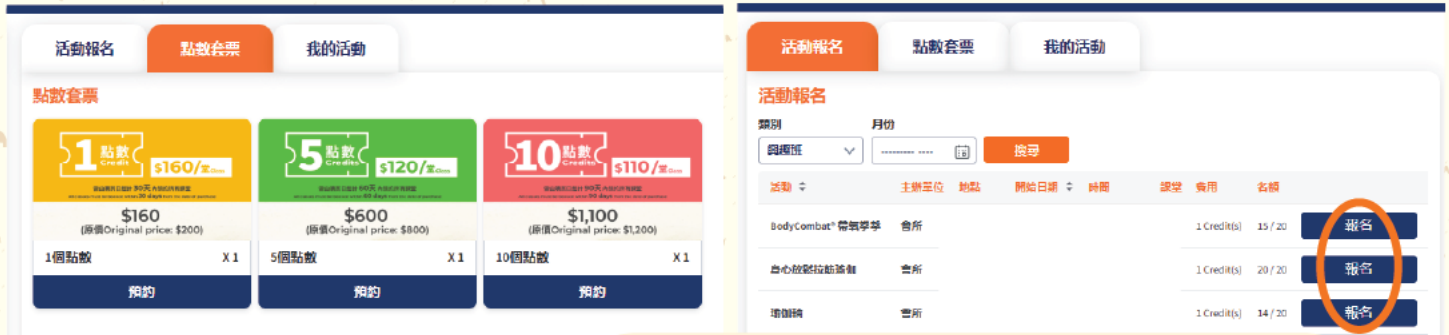 活動報名 點數套票 我的活動
點數套票
1 點數 Credits $160/堂 Class
$160
(原價Original price: $200)
1個點數 X 1
預約
5 點數 Credits $120/堂 Class
$600
(原價Original price: $800)
5個點數 X 1
預約
10 點數 Credits $110/堂 Class
$1,100
(原價Original price: $1,200)
10個點數 X 1
預約
活動報名 點數套票 我的活動
活動報名
類別 月份
興趣班 --------- ---- 搜尋
活動 主辦單位 地點 開始日期 時間 課堂 費用 名額
BodyCombat® 帶氧搏擊 會所 1 Credit(s) 15 / 20 報名
身心放鬆拉筋瑜伽 會所 1 Credit(s) 20 / 20 報名
瑜伽輪 會所 1 Credit(s) 14 / 20 報名